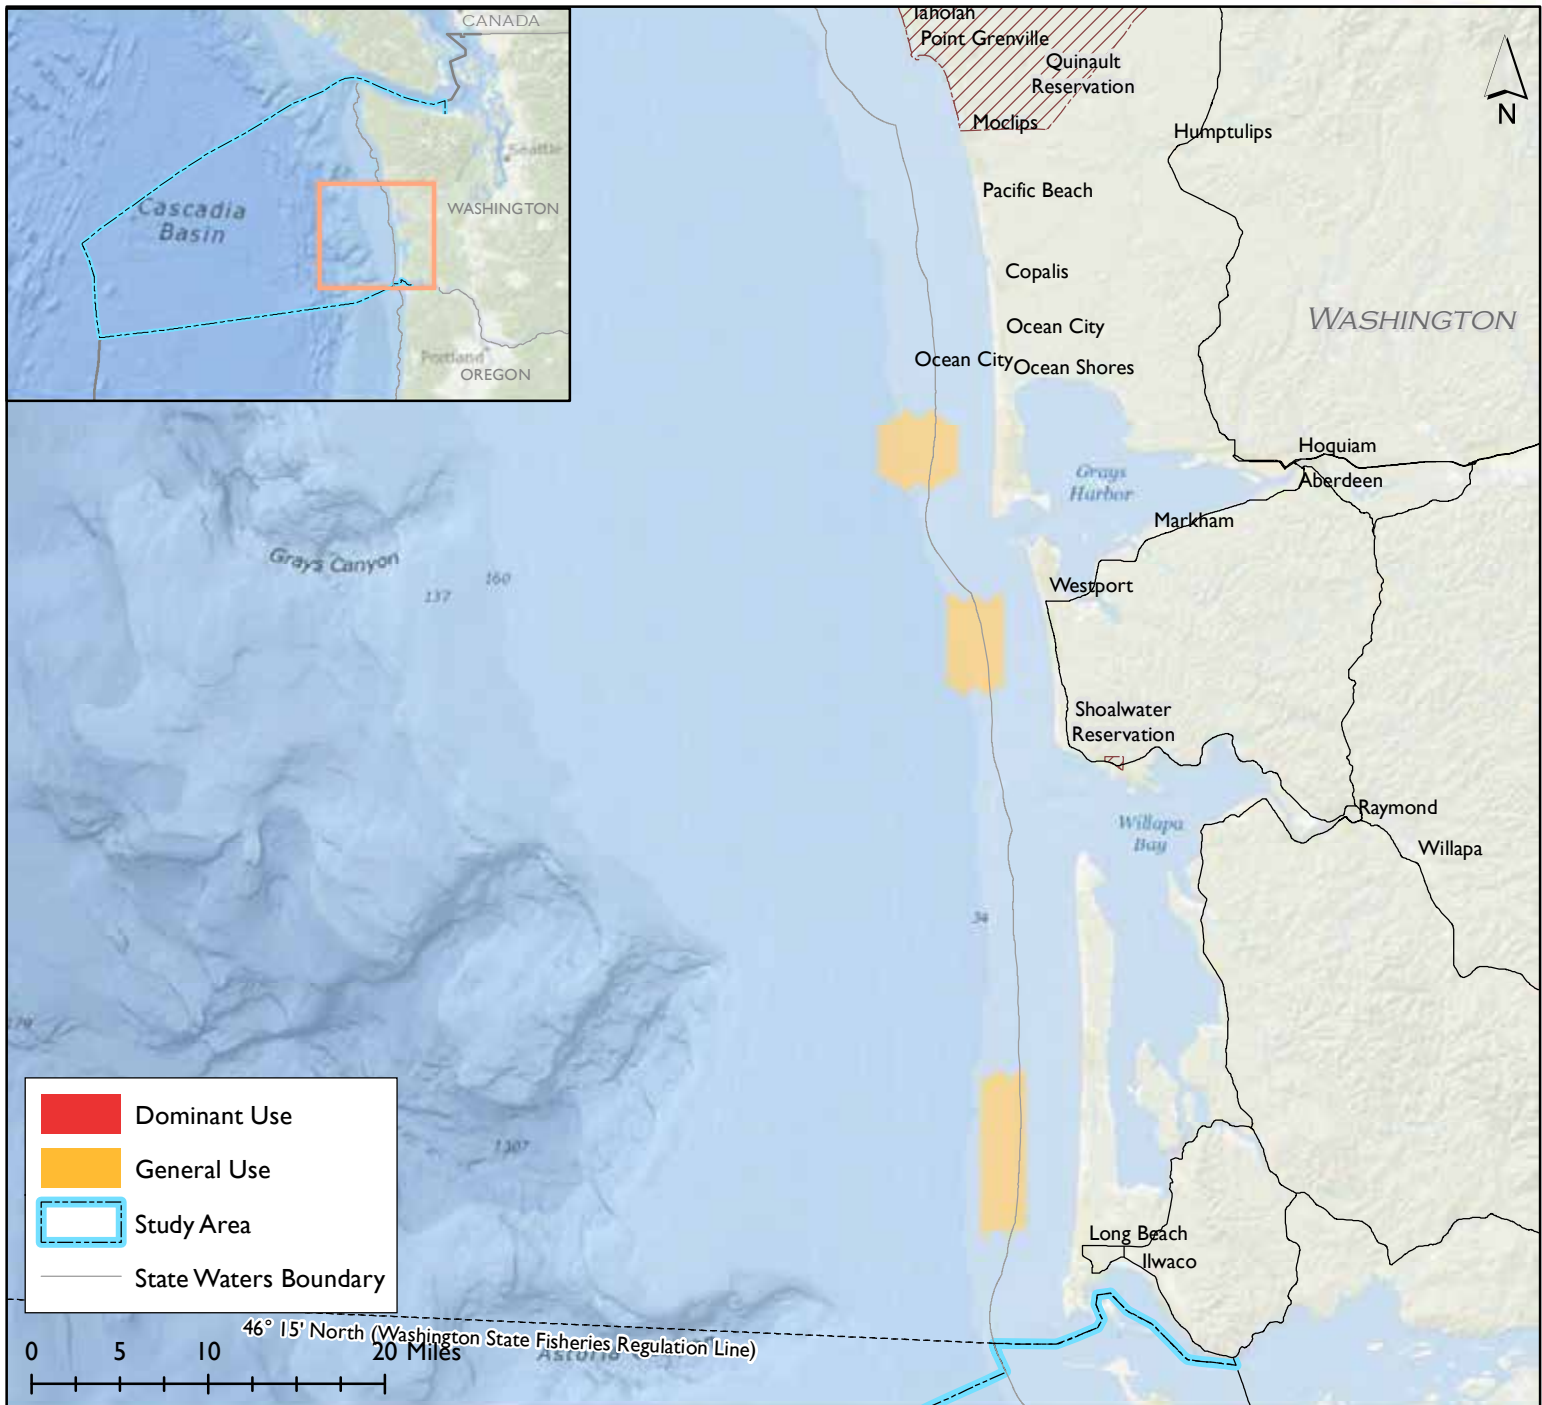 CANADA
Seattle
WASHINGTON
Cascadia
Basin
Portland
OREGON
Taholah
Point Grenville
Quinault
Reservation
Moclips
Humptulips
N
Pacific Beach
Copalis
WASHINGTON
Ocean City
Ocean City
Ocean Shores
Hoquiam
Grays
Harbor
Aberdeen
Markham
Grays Canyon
160
137
Westport
Shoalwater
Reservation
Raymond
Willapa
Bay
Willapa
34
1307
Dominant Use
General Use
Study Area
State Waters Boundary
Long Beach
Ilwaco
46° 15' North (Washington State Fisheries Regulation Line)
Astoria
0 5 10 20 Miles